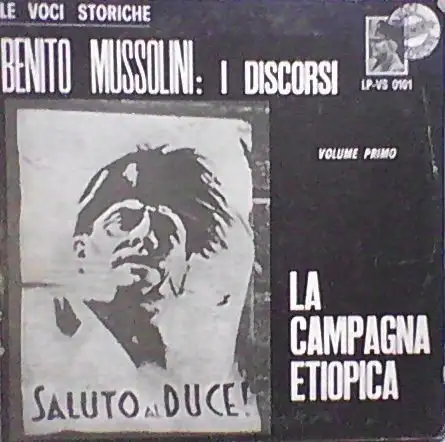 LE VOCI STORICHE
BENITO MUSSOLINI: I DISCORSI
LP-VS 0101
VOLUME PRIMO
LA
CAMPAGNA
ETIOPICA
SALUTO AL DUCE!